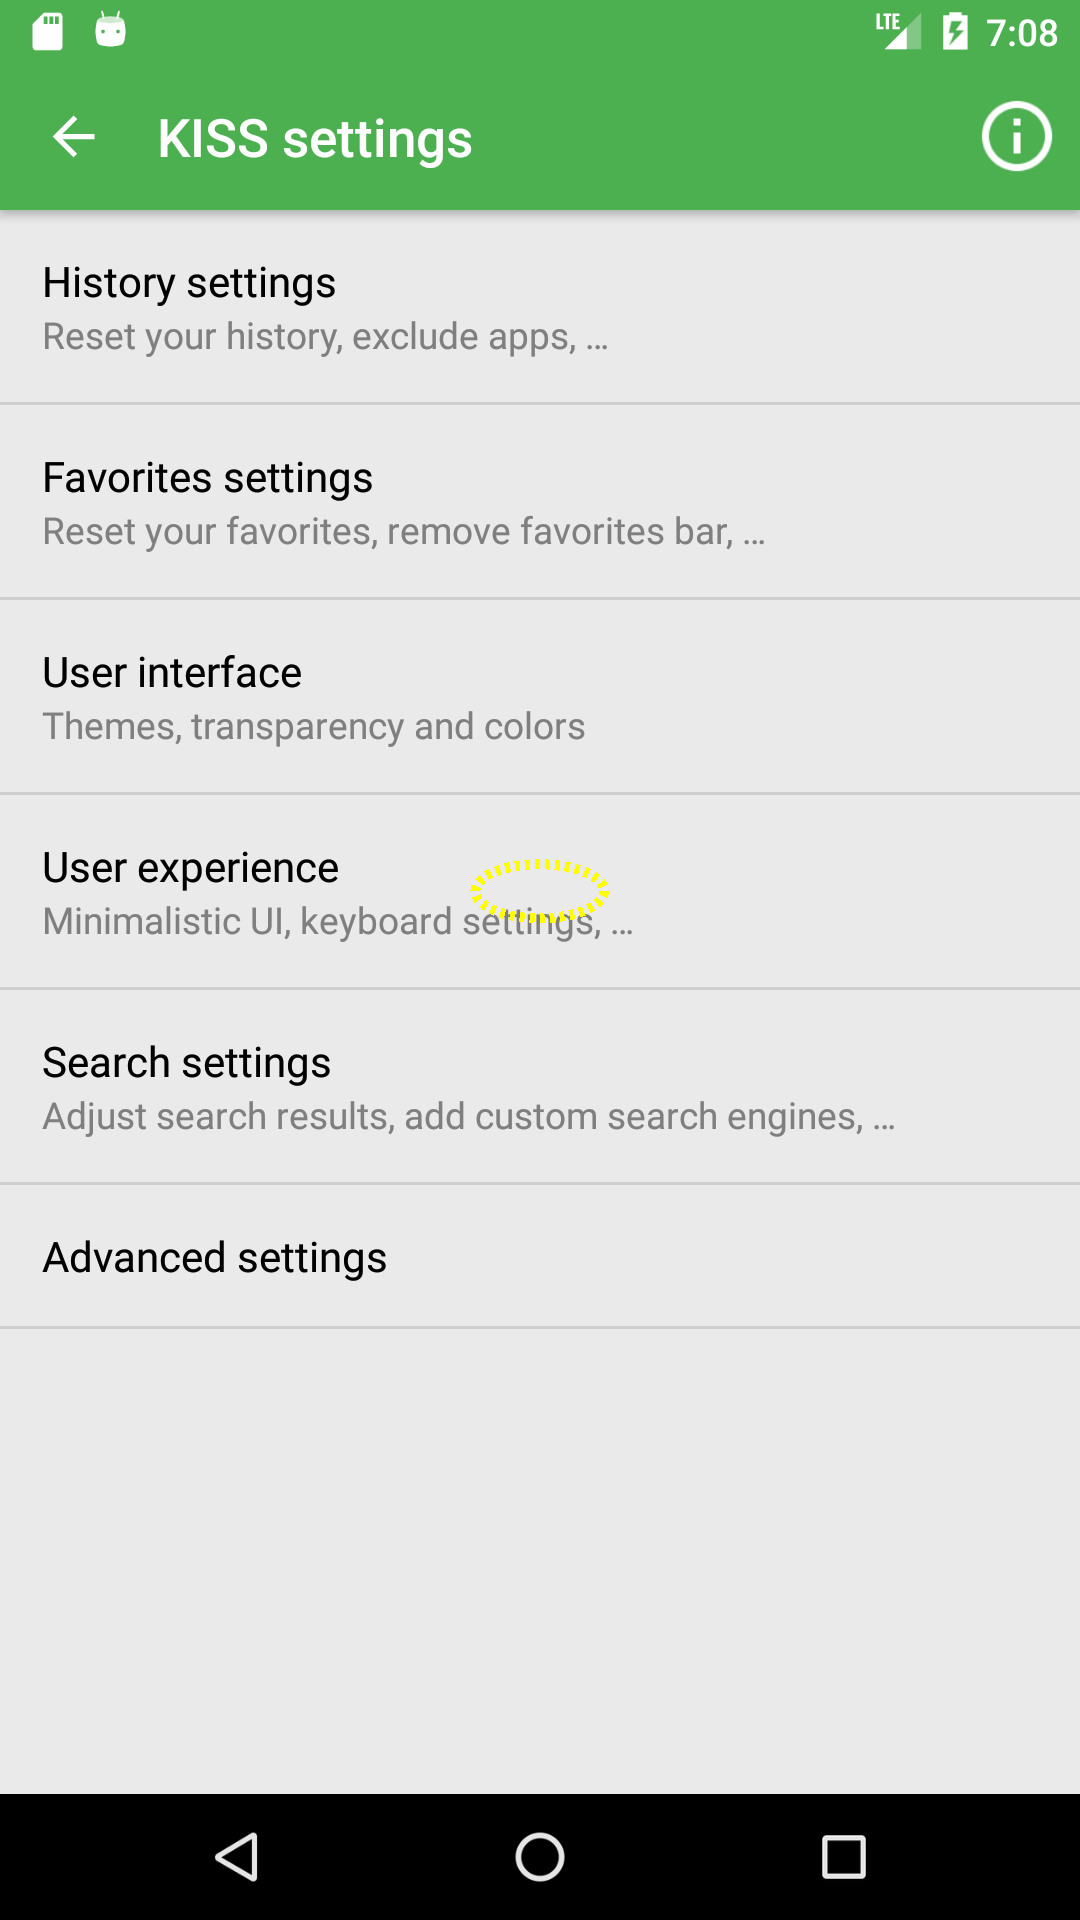 LTE 7:08
KISS settings
History settings
Reset your history, exclude apps, …
Favorites settings
Reset your favorites, remove favorites bar, …
User interface
Themes, transparency and colors
User experience
Minimalistic UI, keyboard settings, …
Search settings
Adjust search results, add custom search engines, …
Advanced settings